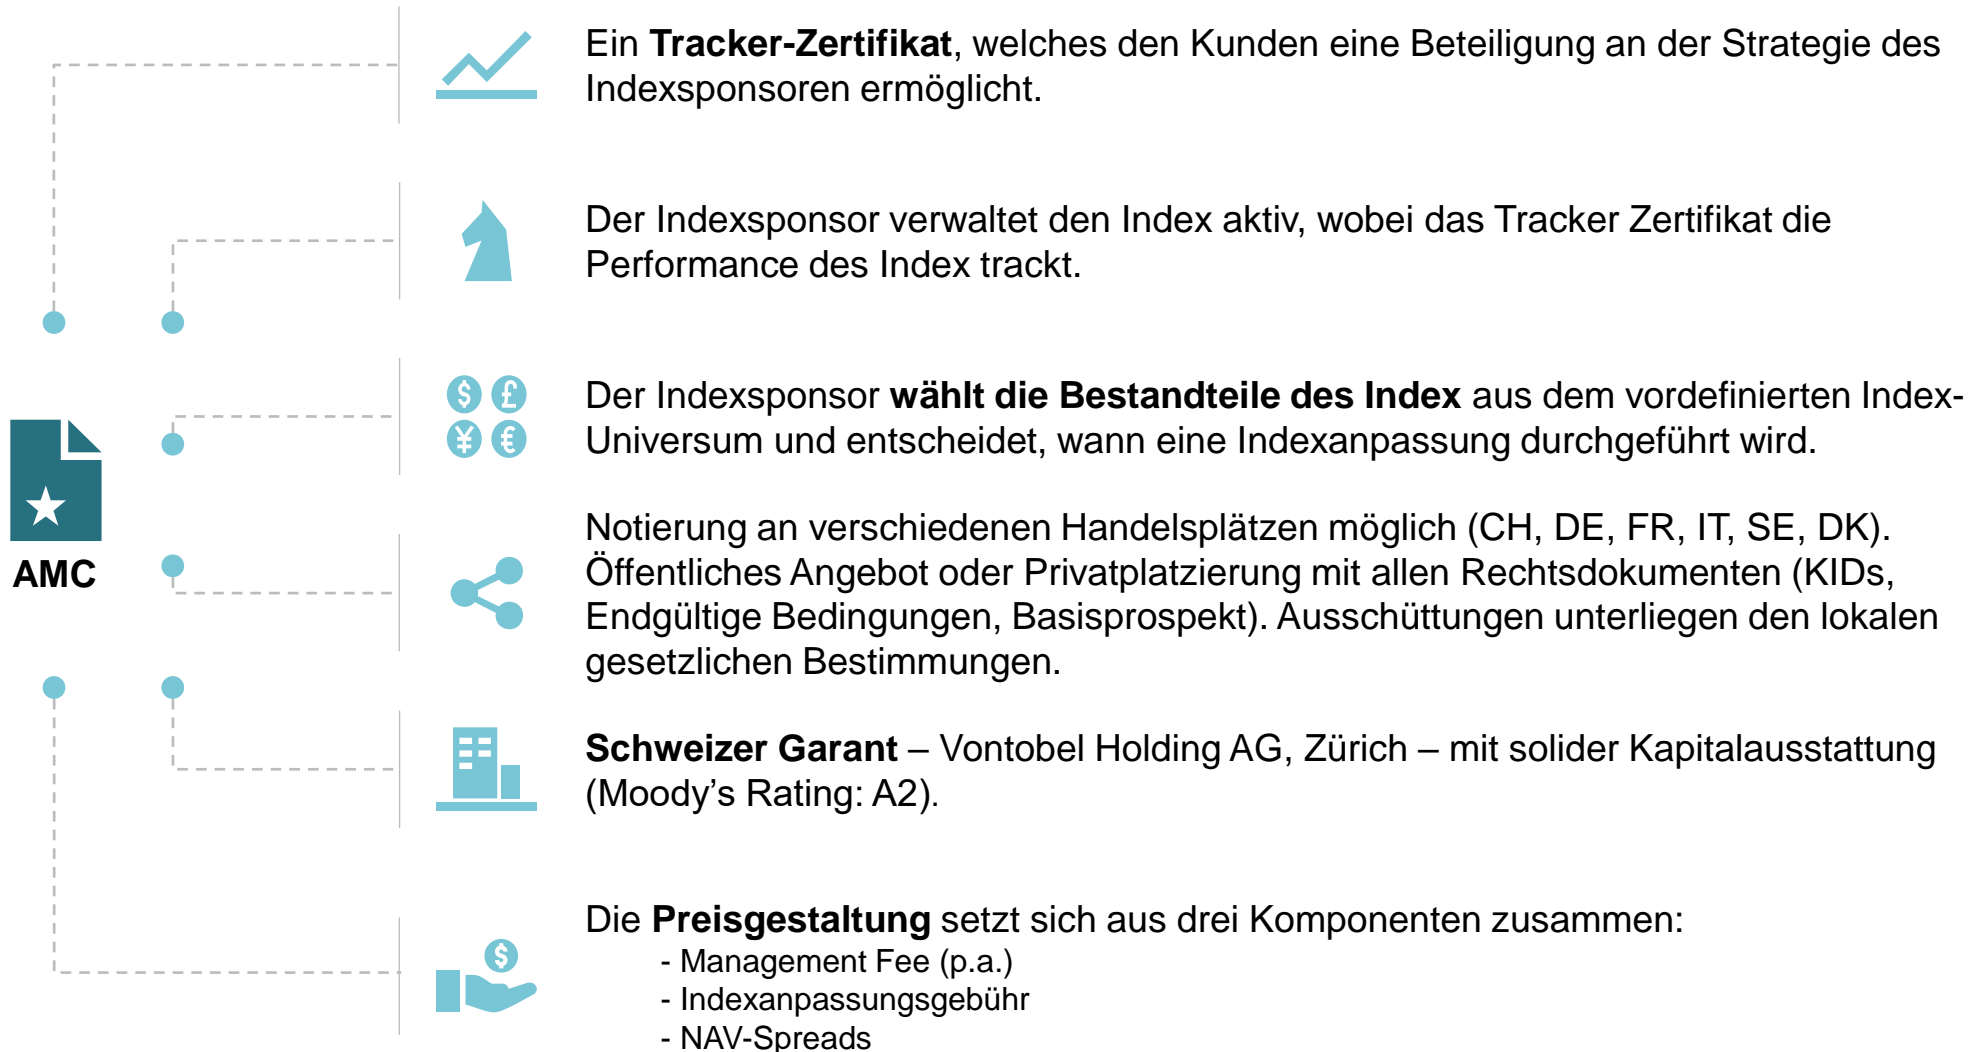 Ein Tracker-Zertifikat, welches den Kunden eine Beteiligung an der Strategie des
Indexsponsoren ermöglicht.
Der Indexsponsor verwaltet den Index aktiv, wobei das Tracker Zertifikat die
Performance des Index trackt.
Der Indexsponsor wählt die Bestandteile des Index aus dem vordefinierten Index-
Universum und entscheidet, wann eine Indexanpassung durchgeführt wird.
AMC
Notierung an verschiedenen Handelsplätzen möglich (CH, DE, FR, IT, SE, DK).
Öffentliches Angebot oder Privatplatzierung mit allen Rechtsdokumenten (KIDs,
Endgültige Bedingungen, Basisprospekt). Ausschüttungen unterliegen den lokalen
gesetzlichen Bestimmungen.
Schweizer Garant – Vontobel Holding AG, Zürich – mit solider Kapitalausstattung
(Moody’s Rating: A2).
Die Preisgestaltung setzt sich aus drei Komponenten zusammen:
- Management Fee (p.a.)
- Indexanpassungsgebühr
- NAV-Spreads